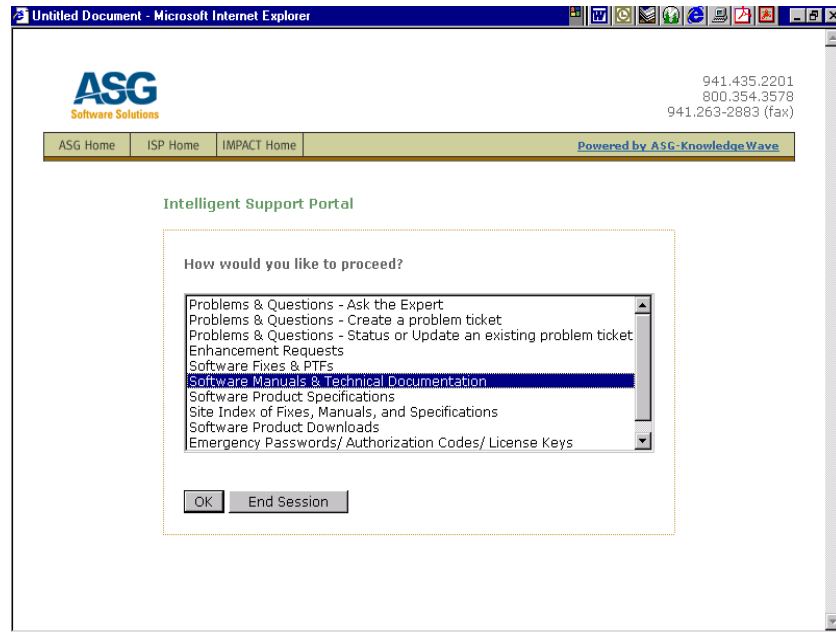 Untitled Document - Microsoft Internet Explorer
ASG
Software Solutions
941.435.2201
800.354.3578
941.263-2883 (fax)
ASG Home ISP Home IMPACT Home Powered by ASG-KnowledgeWave
Intelligent Support Portal
How would you like to proceed?
Problems & Questions - Ask the Expert
Problems & Questions - Create a problem ticket
Problems & Questions - Status or Update an existing problem ticket
Enhancement Requests
Software Fixes & PTFs
Software Manuals & Technical Documentation
Software Product Specifications
Site Index of Fixes, Manuals, and Specifications
Software Product Downloads
Emergency Passwords/ Authorization Codes/ License Keys
OK End Session